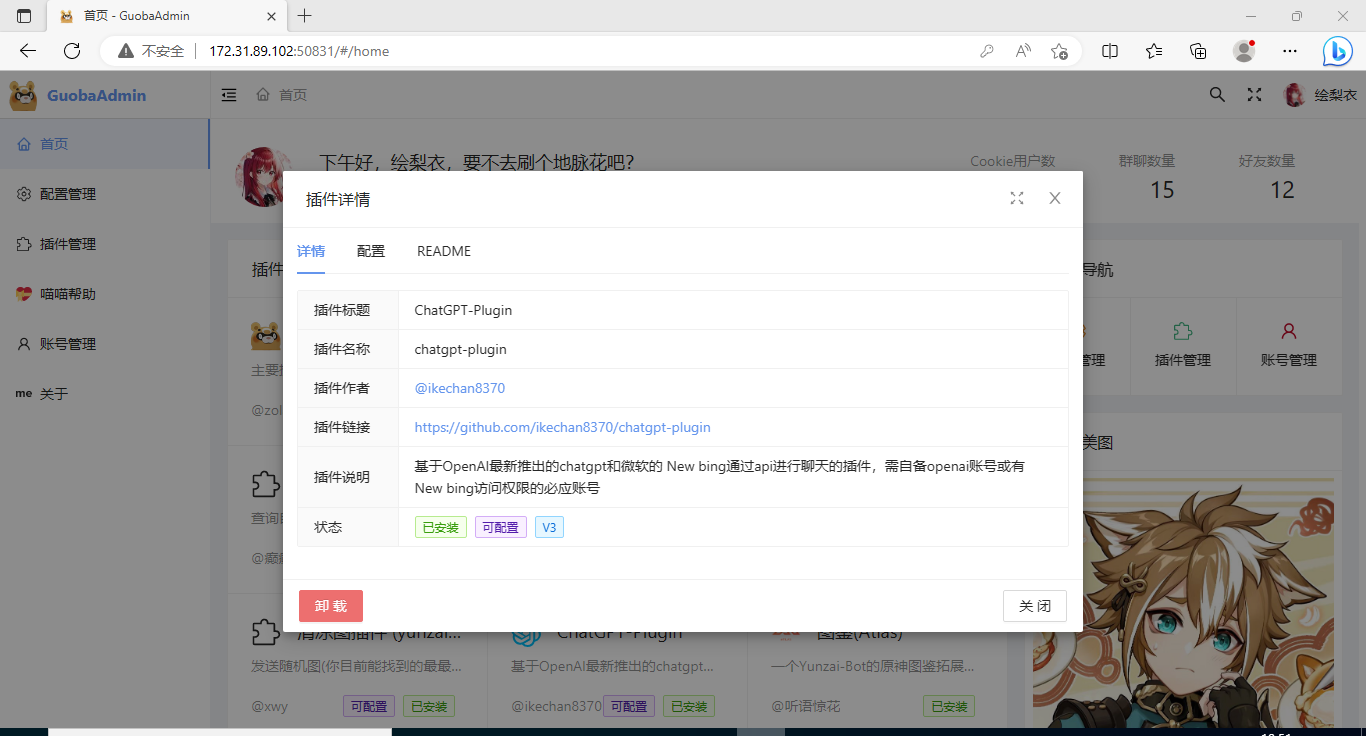 首页 - GuobaAdmin
不安全 172.31.89.102:50831/#/home
GuobaAdmin
首页
绘梨衣
首页
配置管理
插件管理
喵喵帮助
账号管理
me 关于
下午好，绘梨衣，要不去刷个地脉花吧？
Cookie用户数 群聊数量 好友数量
15 12
插件
导航
主要
@zol
管理 插件管理 账号管理
美图
查询
@癫
插件详情
详情 配置 README
插件标题 ChatGPT-Plugin
插件名称 chatgpt-plugin
插件作者 @ikechan8370
插件链接 https://github.com/ikechan8370/chatgpt-plugin
插件说明 基于OpenAI最新推出的chatgpt和微软的 New bing通过api进行聊天的插件，需自备openai账号或有
New bing访问权限的必应账号
状态 已安装 可配置 V3
卸 载 关 闭
清凉图插件 (yunzai... ChatGPT-Plugin 图鉴(Atlas)
发送随机图(你目前能找到的最最... 基于OpenAI最新推出的chatgpt... 一个Yunzai-Bot的原神图鉴拓展...
@xwy 可配置 已安装 @ikechan8370 可配置 已安装 @听语惊花 已安装